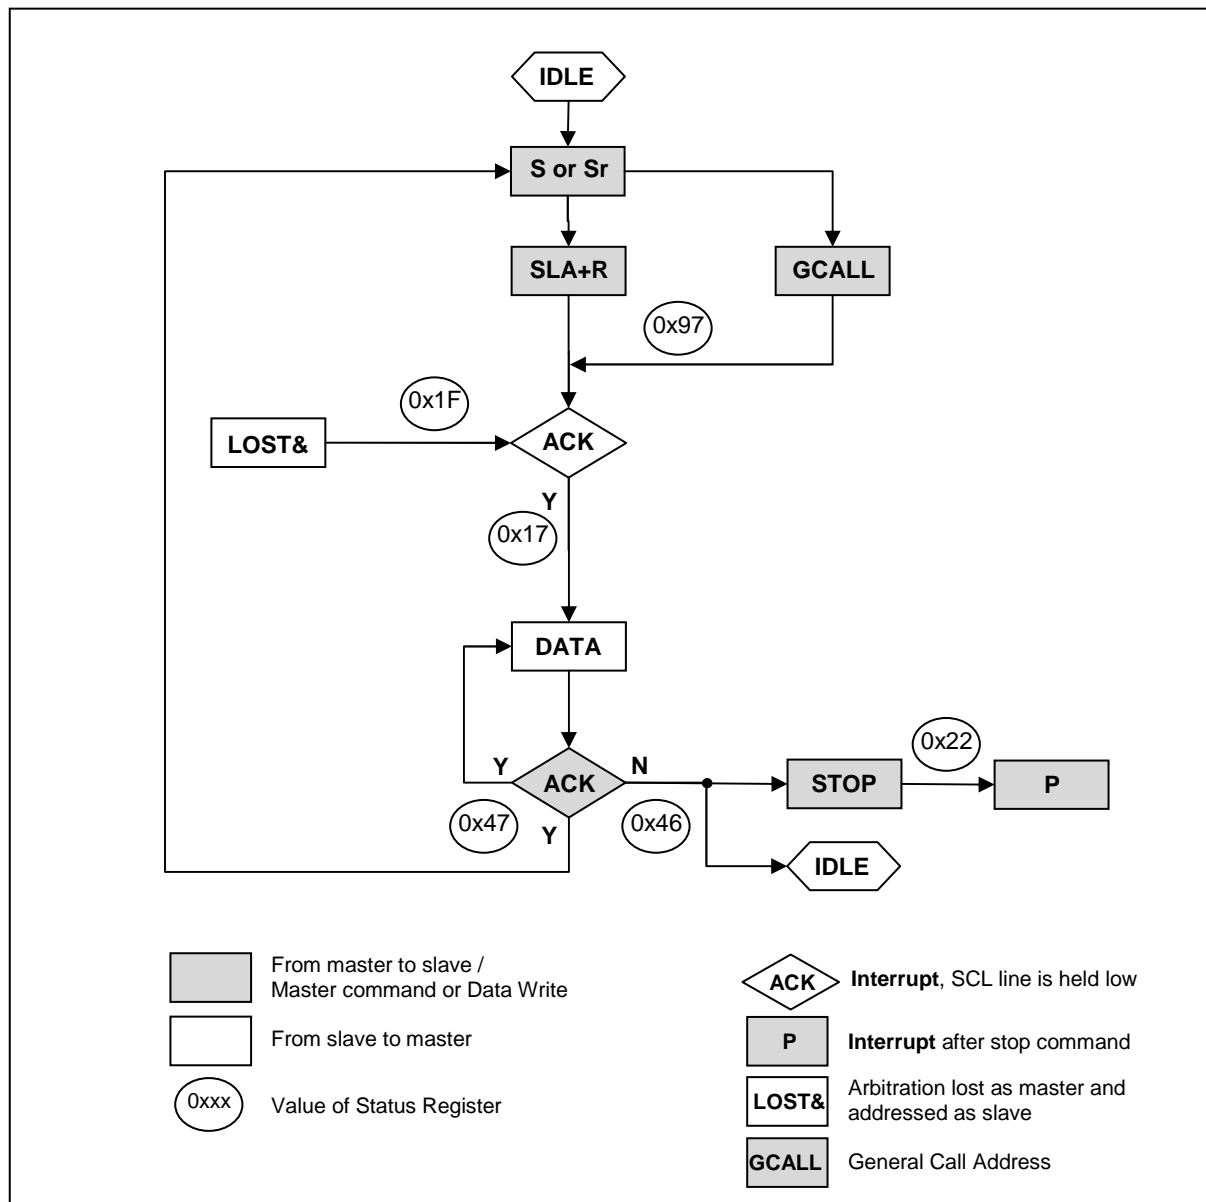 IDLE
S or Sr
SLA+R
GCALL
0x97
0x1F
LOST&
ACK
Y
0x17
DATA
0x22
Y
ACK
N
STOP
P
0x47
Y
0x46
IDLE
From master to slave /
Master command or Data Write
From slave to master
0xxx
Value of Status Register
ACK
Interrupt, SCL line is held low
P
Interrupt after stop command
LOST&
Arbitration lost as master and
addressed as slave
GCALL
General Call Address